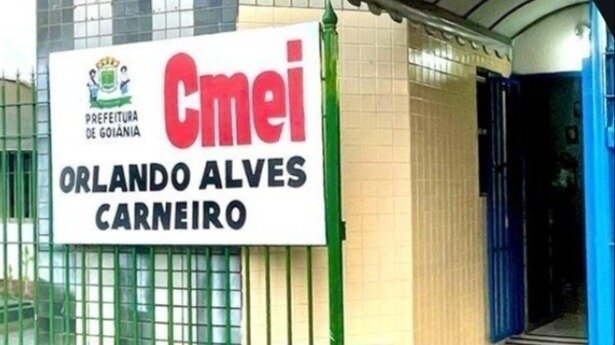 PREFEITURA
DE GOIÂNIA
Cmei
ORLANDO ALVES
CARNEIRO